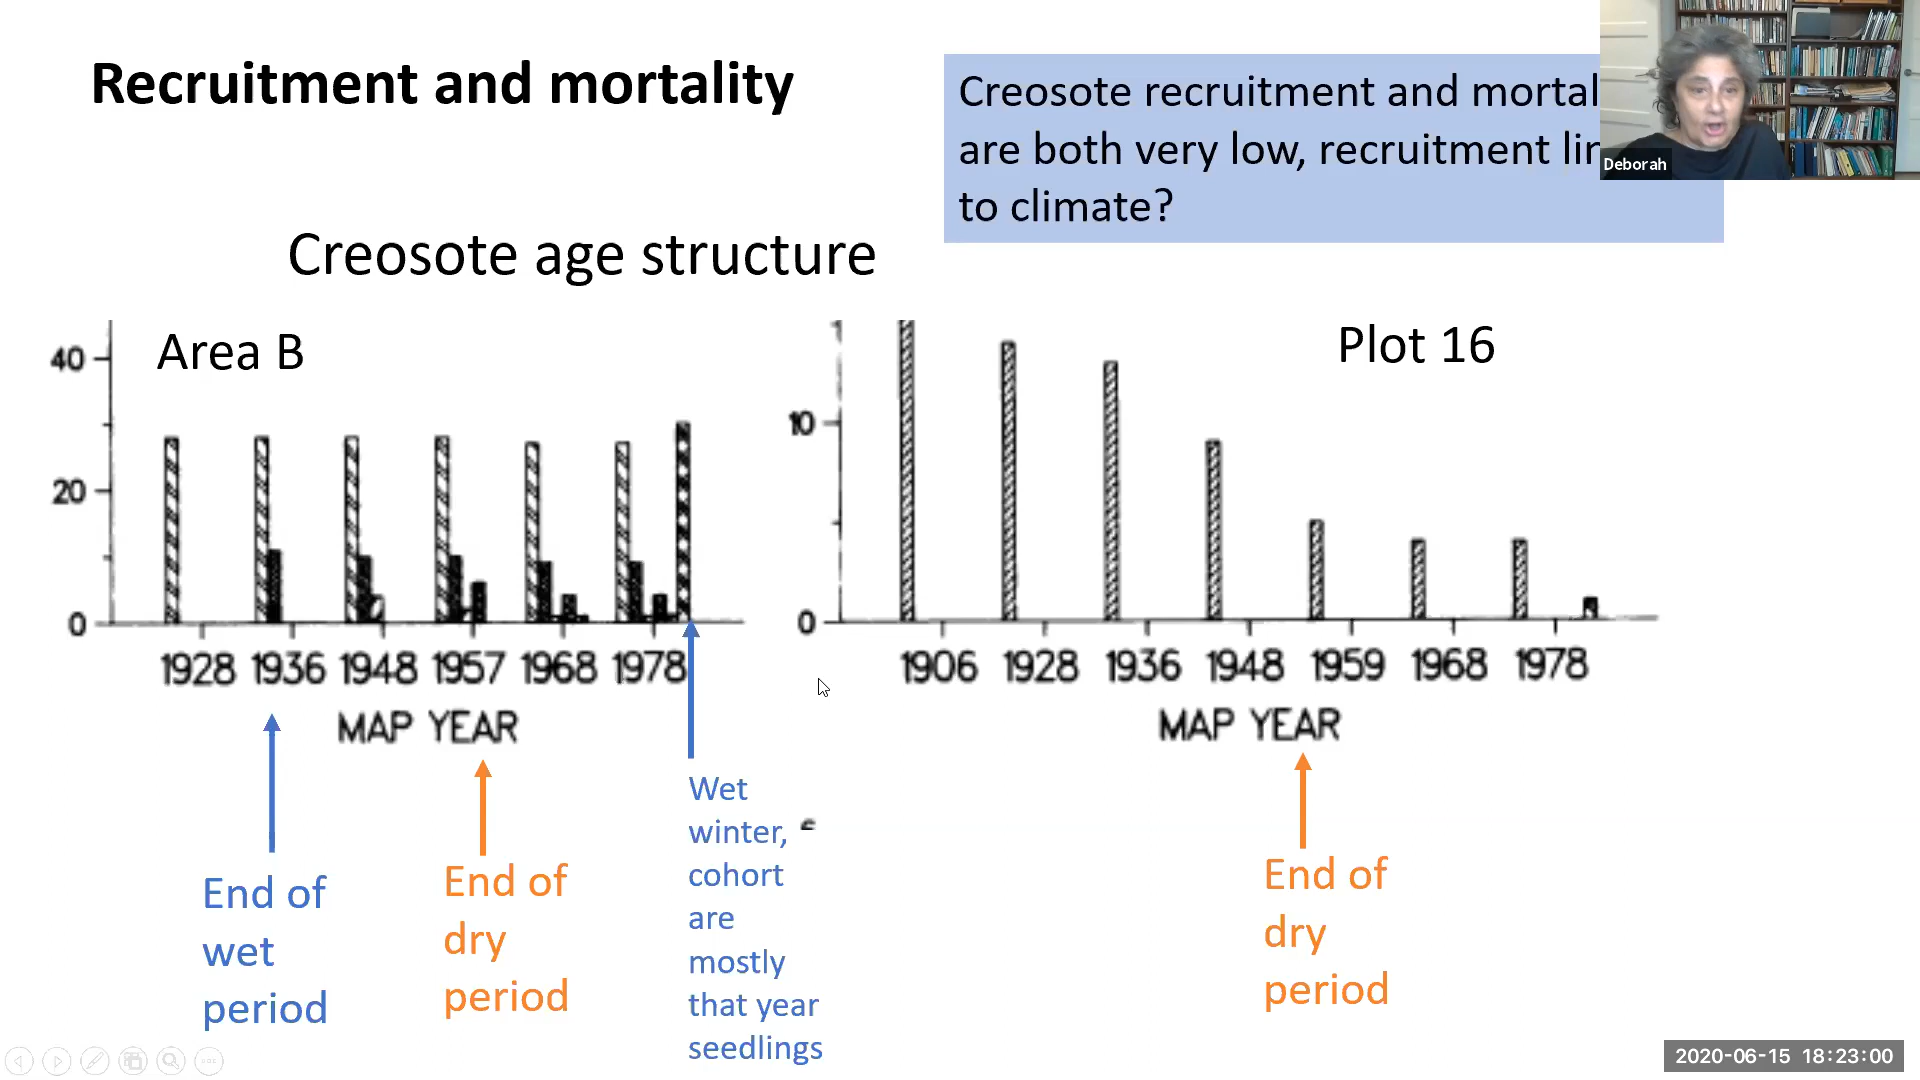 Recruitment and mortality
Creosote recruitment and mortal
are both very low, recruitment
to climate?
Deborah
Creosote age structure
Area B
40
20
0
1928 1936 1948 1957 1968 1978
MAP YEAR
Plot 16
10
0
1906 1928 1936 1948 1959 1968 1978
MAP YEAR
End of
wet
period
End of
dry
period
Wet
winter,
cohort
are
mostly
that year
seedlings
End of
dry
period
2020-06-15 18:23:00